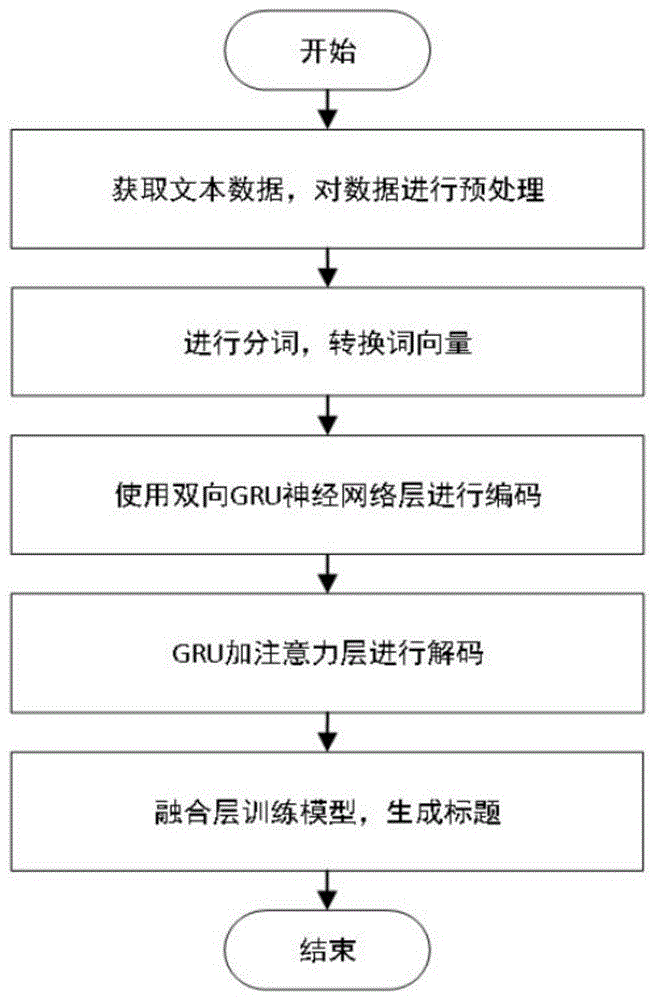 开始
获取文本数据，对数据进行预处理
进行分词，转换词向量
使用双向GRU神经网络层进行编码
GRU加注意力层进行解码
融合层训练模型，生成标题
结束